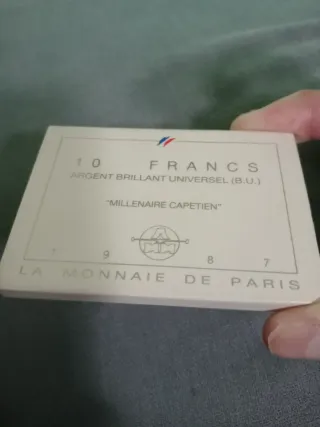 10 FRANCS
ARGENT BRILLANT UNIVERSEL (B.U.)
"MILLENAIRE CAPETIEN"
1 9 8 7
LA MONNAIE DE PARIS